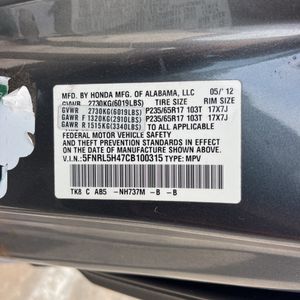 MFD. BY HONDA MFG. OF ALABAMA, LLC 05/'12
GVWR 2730KG(6019LBS) TIRE SIZE RIM SIZE
GVWR 2730KG(6019LBS) P235/65R17 103T 17X7J
GAWR F 1320KG(2910LBS) P235/65R17 103T 17X7J
GAWR R 1515KG(3340LBS)
THIS VEHICLE CONFORMS TO ALL APPLICABLE
FEDERAL MOTOR VEHICLE SAFETY
AND THEFT PREVENTION
STANDARDS IN EFFECT ON THE
DATE OF MANUFACTURE SHOWN ABOVE.
V.I.N:5FNRL5H47CB100315 TYPE: MPV
TK8 C AB5 -NH737M -B -B